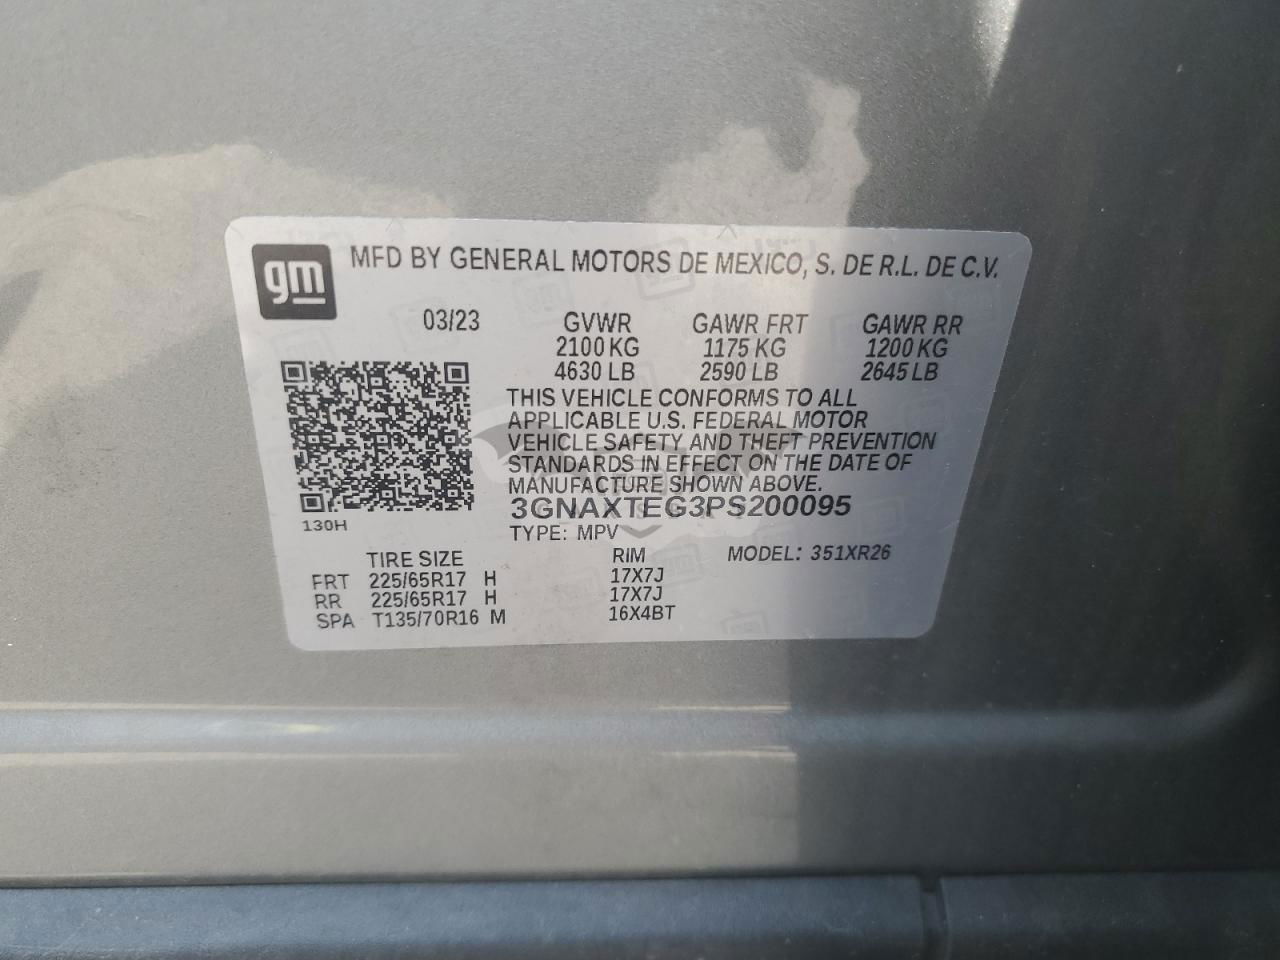 gm MFD BY GENERAL MOTORS DE MEXICO, S. DE R.L. DE C.V.
03/23 GVWR GAWR FRT GAWR RR
2100 KG 1175 KG 1200 KG
4630 LB 2590 LB 2645 LB
THIS VEHICLE CONFORMS TO ALL
APPLICABLE U.S. FEDERAL MOTOR
VEHICLE SAFETY AND THEFT PREVENTION
STANDARDS IN EFFECT ON THE DATE OF
MANUFACTURE SHOWN ABOVE.
3GNAXTEG3PS200095
130H
TYPE: MPV
TIRE SIZE RIM MODEL: 351XR26
FRT 225/65R17 H 17X7J
RR 225/65R17 H 17X7J
SPA T135/70R16 M 16X4BT